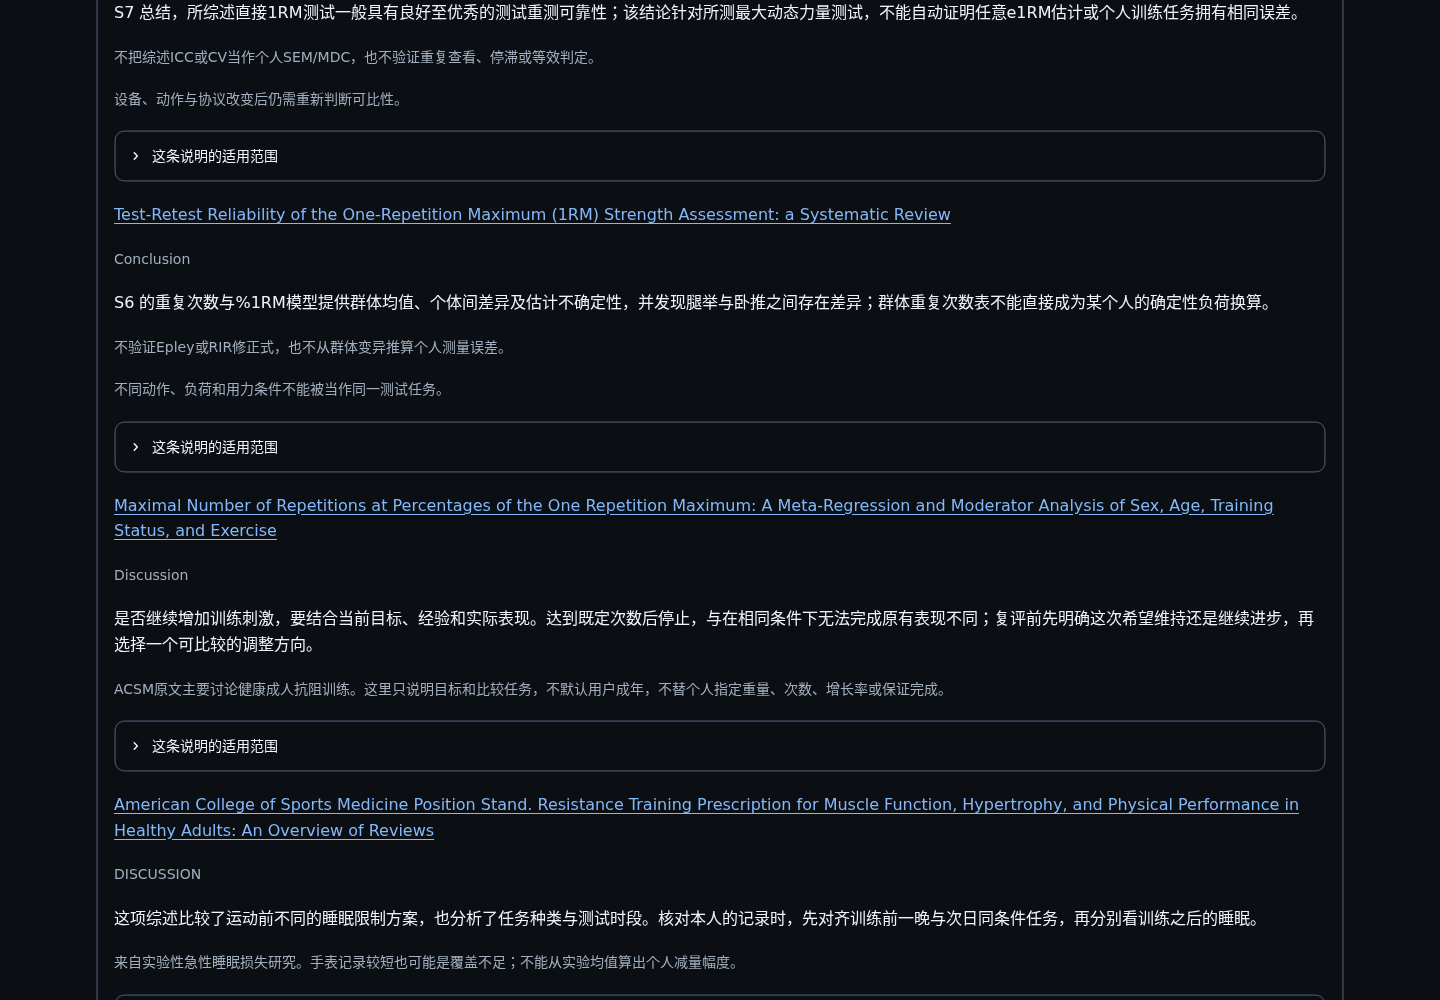 S7 总结，所综述直接1RM测试一般具有良好至优秀的测试重测可靠性；该结论针对所测最大动态力量测试，不能自动证明任意e1RM估计或个人训练任务拥有相同误差。
不把综述ICC或CV当作个人SEM/MDC，也不验证重复查看、停滞或等效判定。
设备、动作与协议改变后仍需重新判断可比性。
这条说明的适用范围
Test-Retest Reliability of the One-Repetition Maximum (1RM) Strength Assessment: a Systematic Review
Conclusion
S6 的重复次数与%1RM模型提供群体均值、个体间差异及估计不确定性，并发现腿举与卧推之间存在差异；群体重复次数表不能直接成为某个人的确定性负荷换算。
不验证Epley或RIR修正式，也不从群体变异推算个人测量误差。
不同动作、负荷和用力条件不能被当作同一测试任务。
这条说明的适用范围
Maximal Number of Repetitions at Percentages of the One Repetition Maximum: A Meta-Regression and Moderator Analysis of Sex, Age, Training
Status, and Exercise
Discussion
是否继续增加训练刺激，要结合当前目标、经验和实际表现。达到既定次数后停止，与在相同条件下无法完成原有表现不同；复评前先明确这次希望维持还是继续进步，再
选择一个可比较的调整方向。
ACSM原文主要讨论健康成人抗阻训练。这里只说明目标和比较任务，不默认用户成年，不替个人指定重量、次数、增长率或保证完成。
这条说明的适用范围
American College of Sports Medicine Position Stand. Resistance Training Prescription for Muscle Function, Hypertrophy, and Physical Performance in
Healthy Adults: An Overview of Reviews
DISCUSSION
这项综述比较了运动前不同的睡眠限制方案，也分析了任务种类与测试时段。核对本人的记录时，先对齐训练前一晚与次日同条件任务，再分别看训练之后的睡眠。
来自实验性急性睡眠损失研究。手表记录较短也可能是覆盖不足；不能从实验均值算出个人减量幅度。